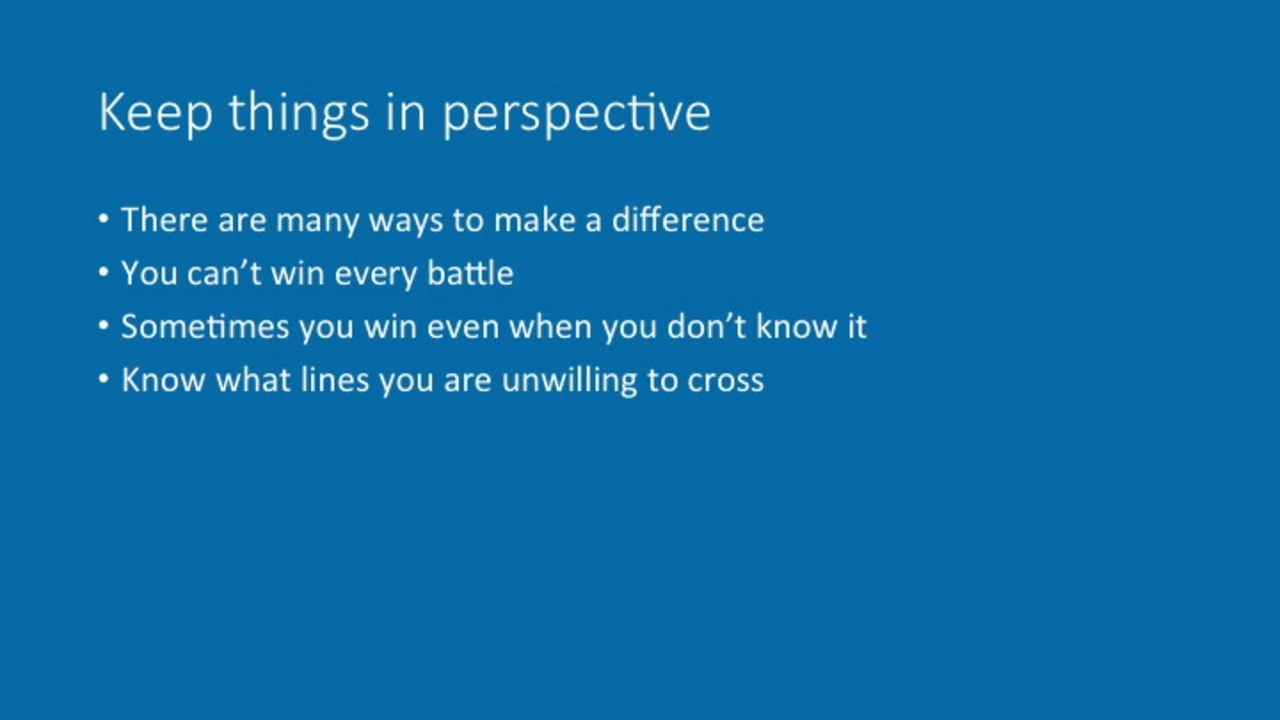 Keep things in perspective
• There are many ways to make a difference
• You can’t win every battle
• Sometimes you win even when you don’t know it
• Know what lines you are unwilling to cross